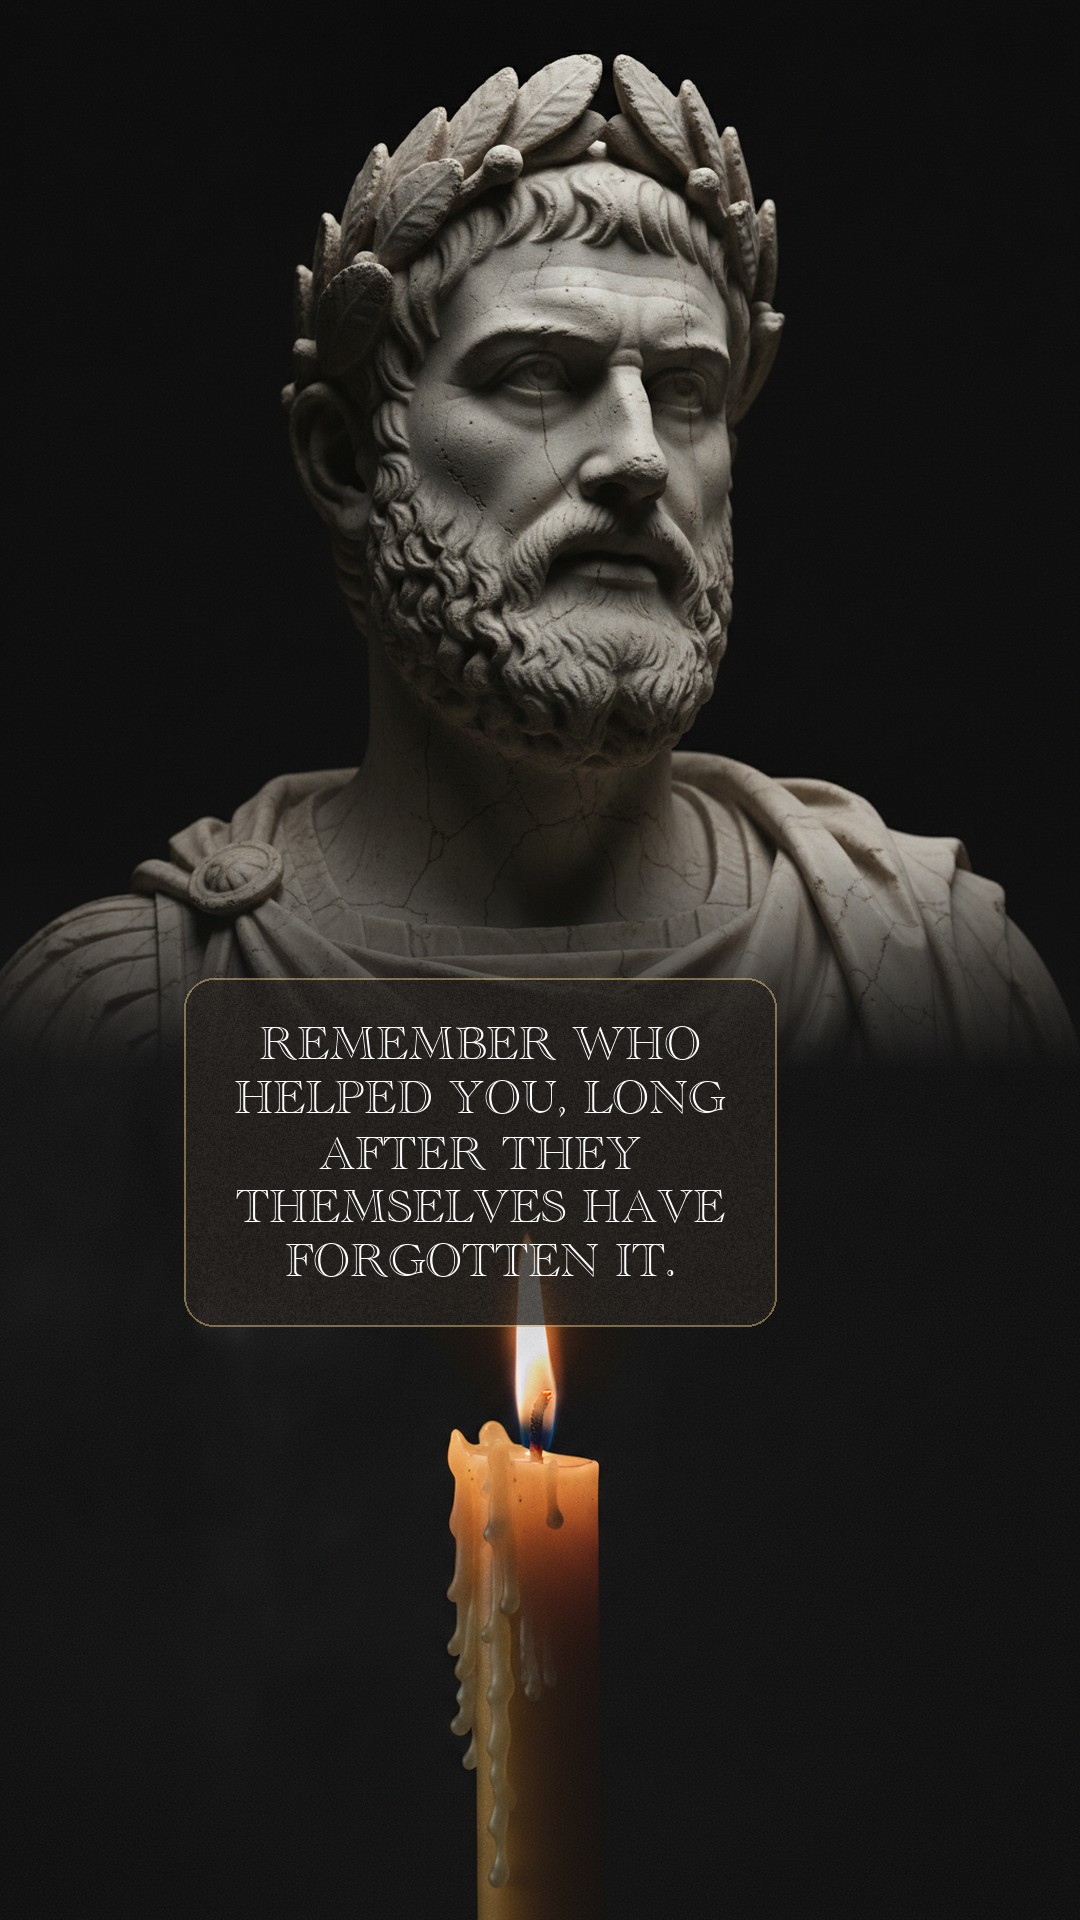 REMEMBER WHO
HELPED YOU, LONG
AFTER THEY
THEMSELVES HAVE
FORGOTTEN IT.